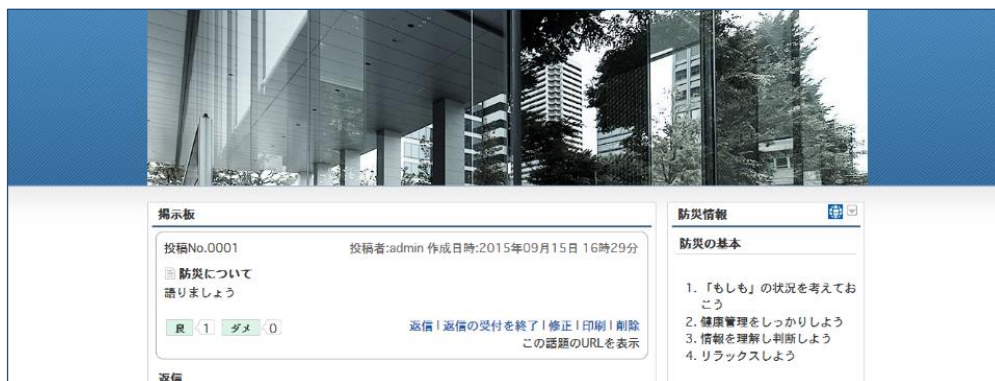 掲示板
投稿No.0001 投稿者:admin 作成日時:2015年09月15日 16時29分
防災について
語りましょう
良 1 ダメ 0
返信 | 返信の受付を終了 | 修正 | 印刷 | 削除
この話題のURLを表示
返信
防災情報
防災の基本
1. 「もしも」の状況を考えてお
こう
2. 健康管理をしっかりしよう
3. 情報を理解し判断しよう
4. リラックスしよう